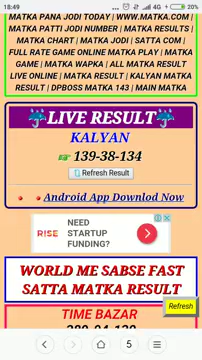 18:49
4G 20%
MATKA PANA JODI TODAY | WWW.MATKA.COM |
MATKA PATTI JODI NUMBER | MATKA RESULTS |
MATKA CHART | MATKA JODI | SATTA COM |
FULL RATE GAME ONLINE MATKA PLAY | MATKA
GAME | MATKA WAPKA | ALL MATKA RESULT
LIVE ONLINE | MATKA RESULT | KALYAN MATKA
RESULT | DPBOSS MATKA 143 | MAIN MATKA
LIVE RESULT
KALYAN
139-38-134
Refresh Result
Android App Downlod Now
RISE
NEED
STARTUP
FUNDING?
WORLD ME SABSE FAST
SATTA MATKA RESULT
Refresh
TIME BAZAR
5